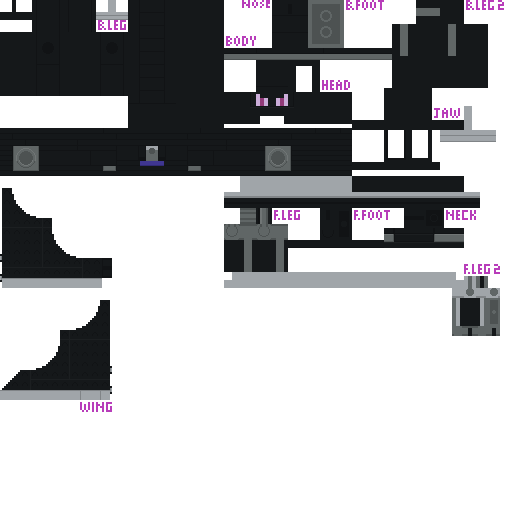 NOSE
B.FOOT
B.LEG 2
B.LEG
BODY
HEAD
JAW
F.LEG
F.FOOT
NECK
F.LEG 2
WING